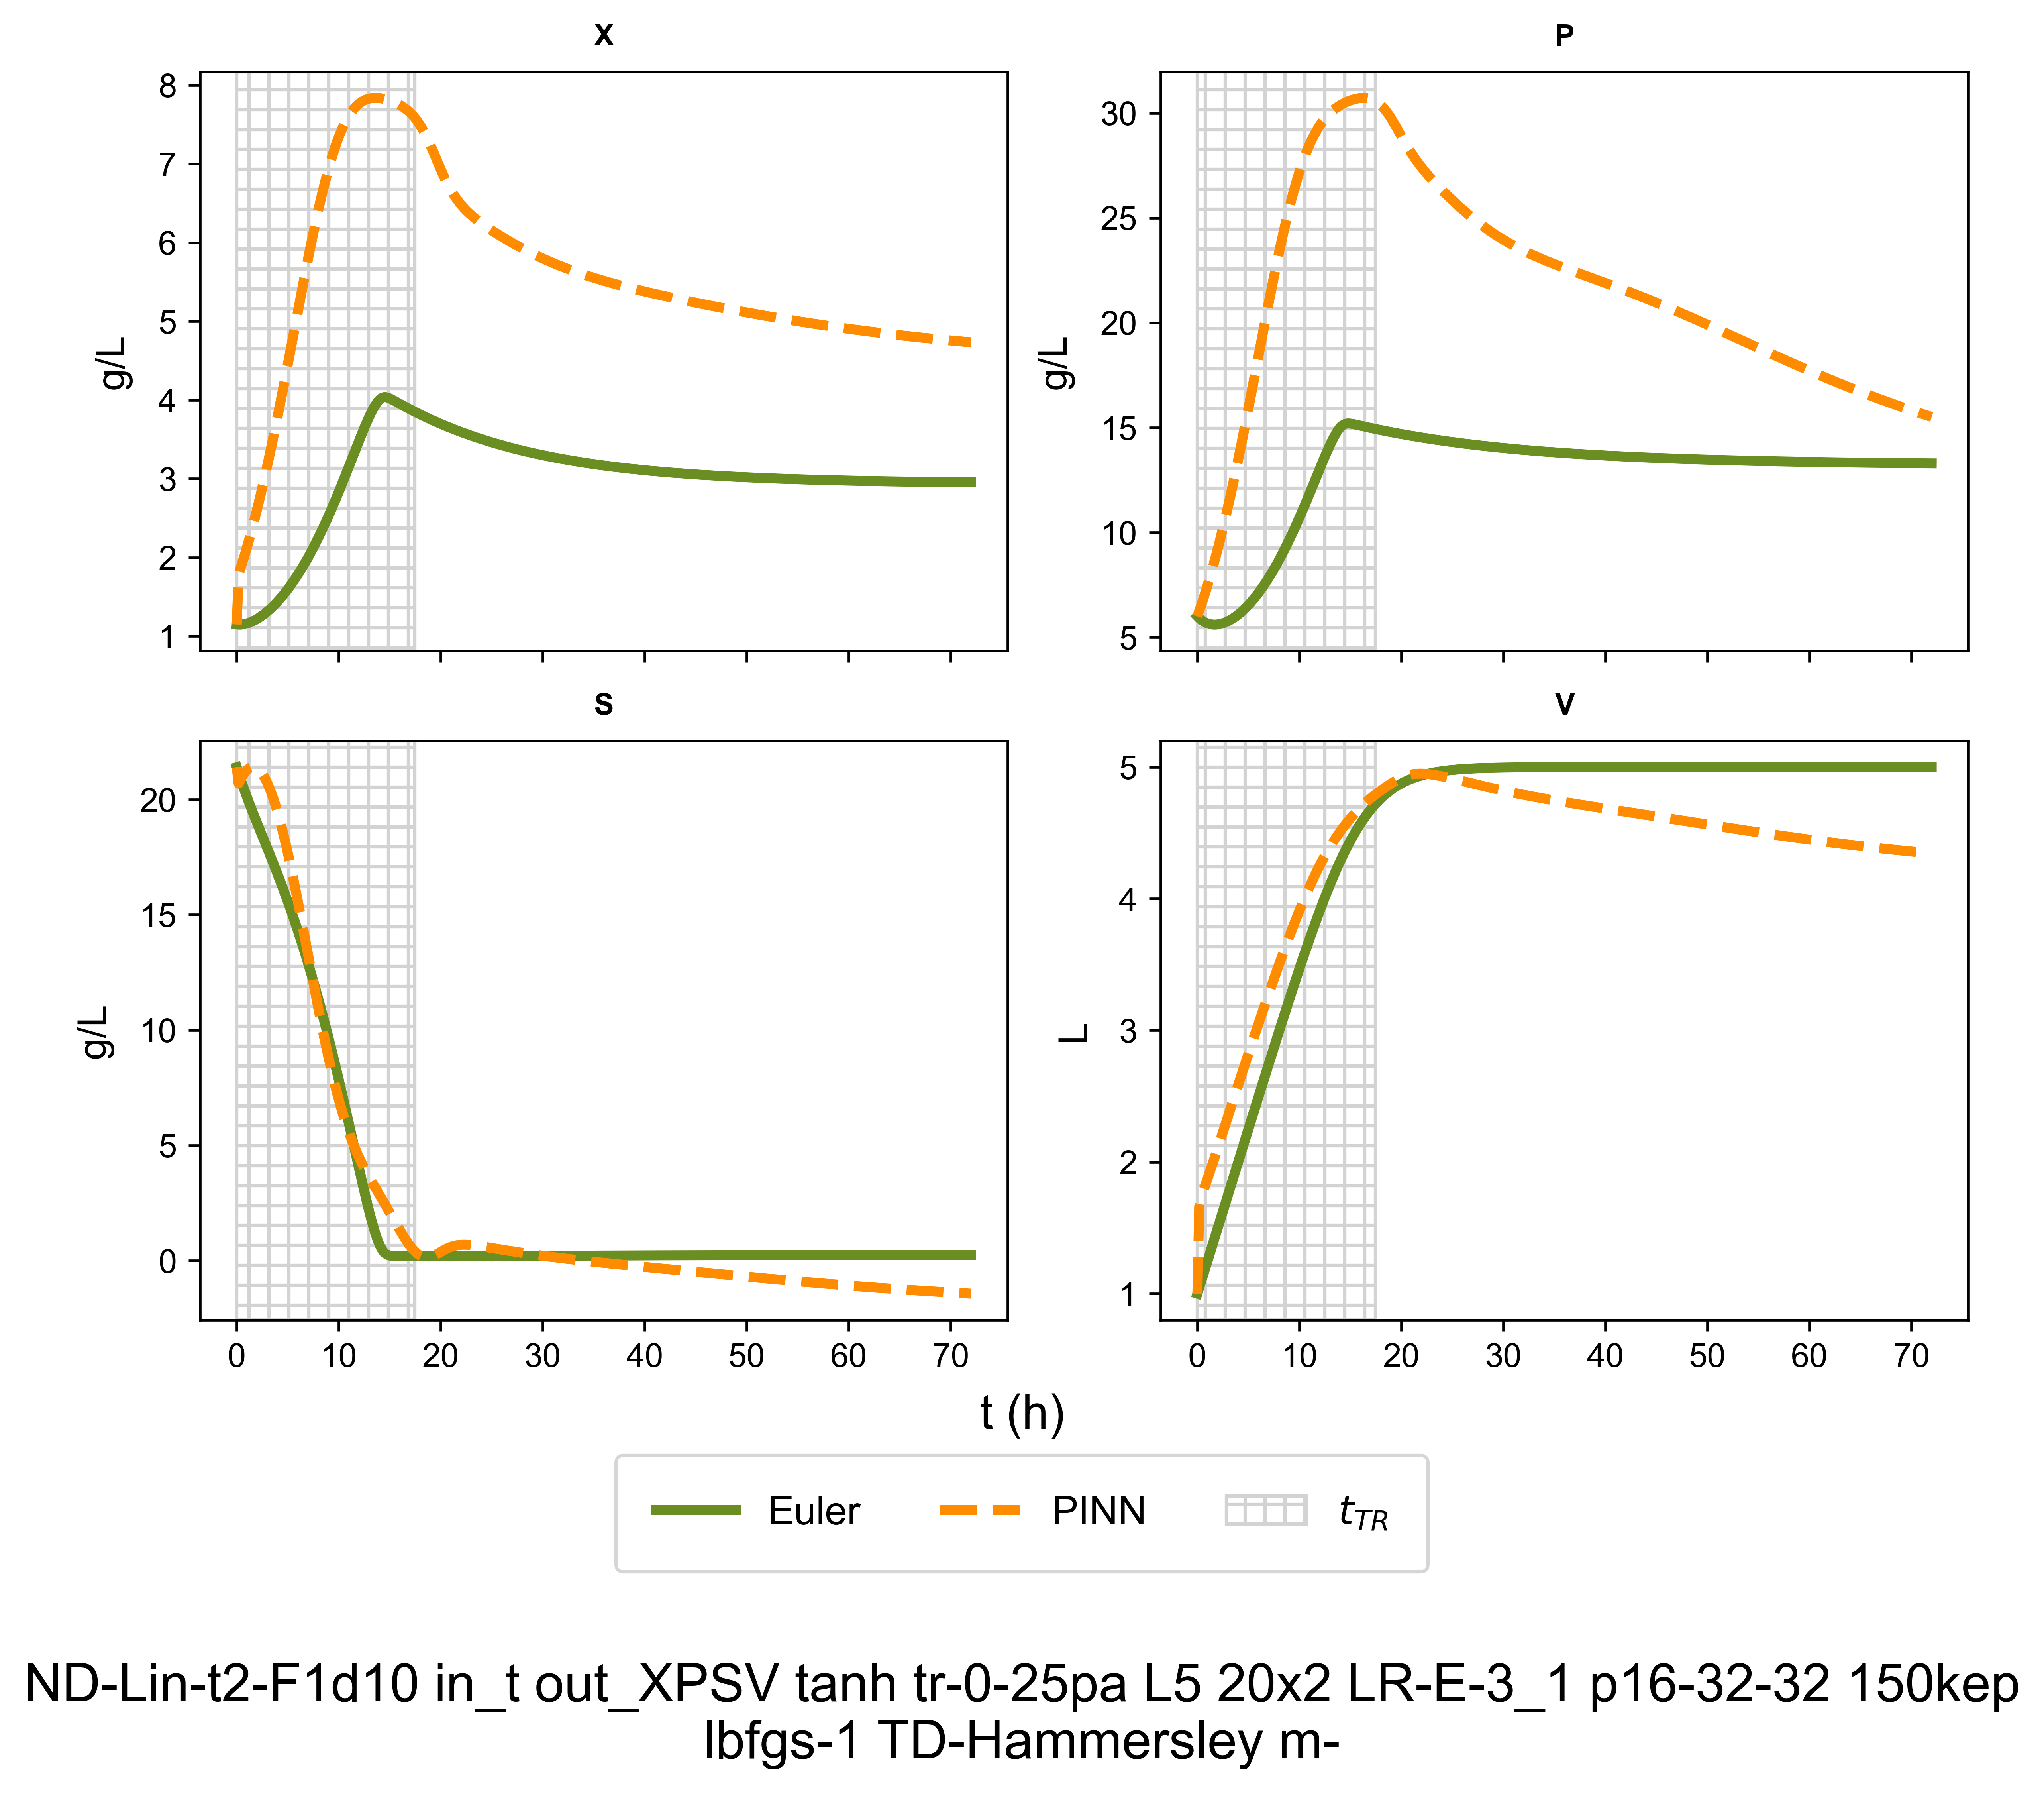 X
8
7
6
5
4
3
2
1
g/L
P
30
25
20
15
10
5
g/L
S
20
15
10
5
0
g/L
0 10 20 30 40 50 60 70
V
5
4
3
2
1
L
0 10 20 30 40 50 60 70
t (h)
Euler PINN t_TR
ND-Lin-t2-F1d10 in_t out_XPSV tanh tr-0-25pa L5 20x2 LR-E-3_1 p16-32-32 150kep
lbfgs-1 TD-Hammersley m-